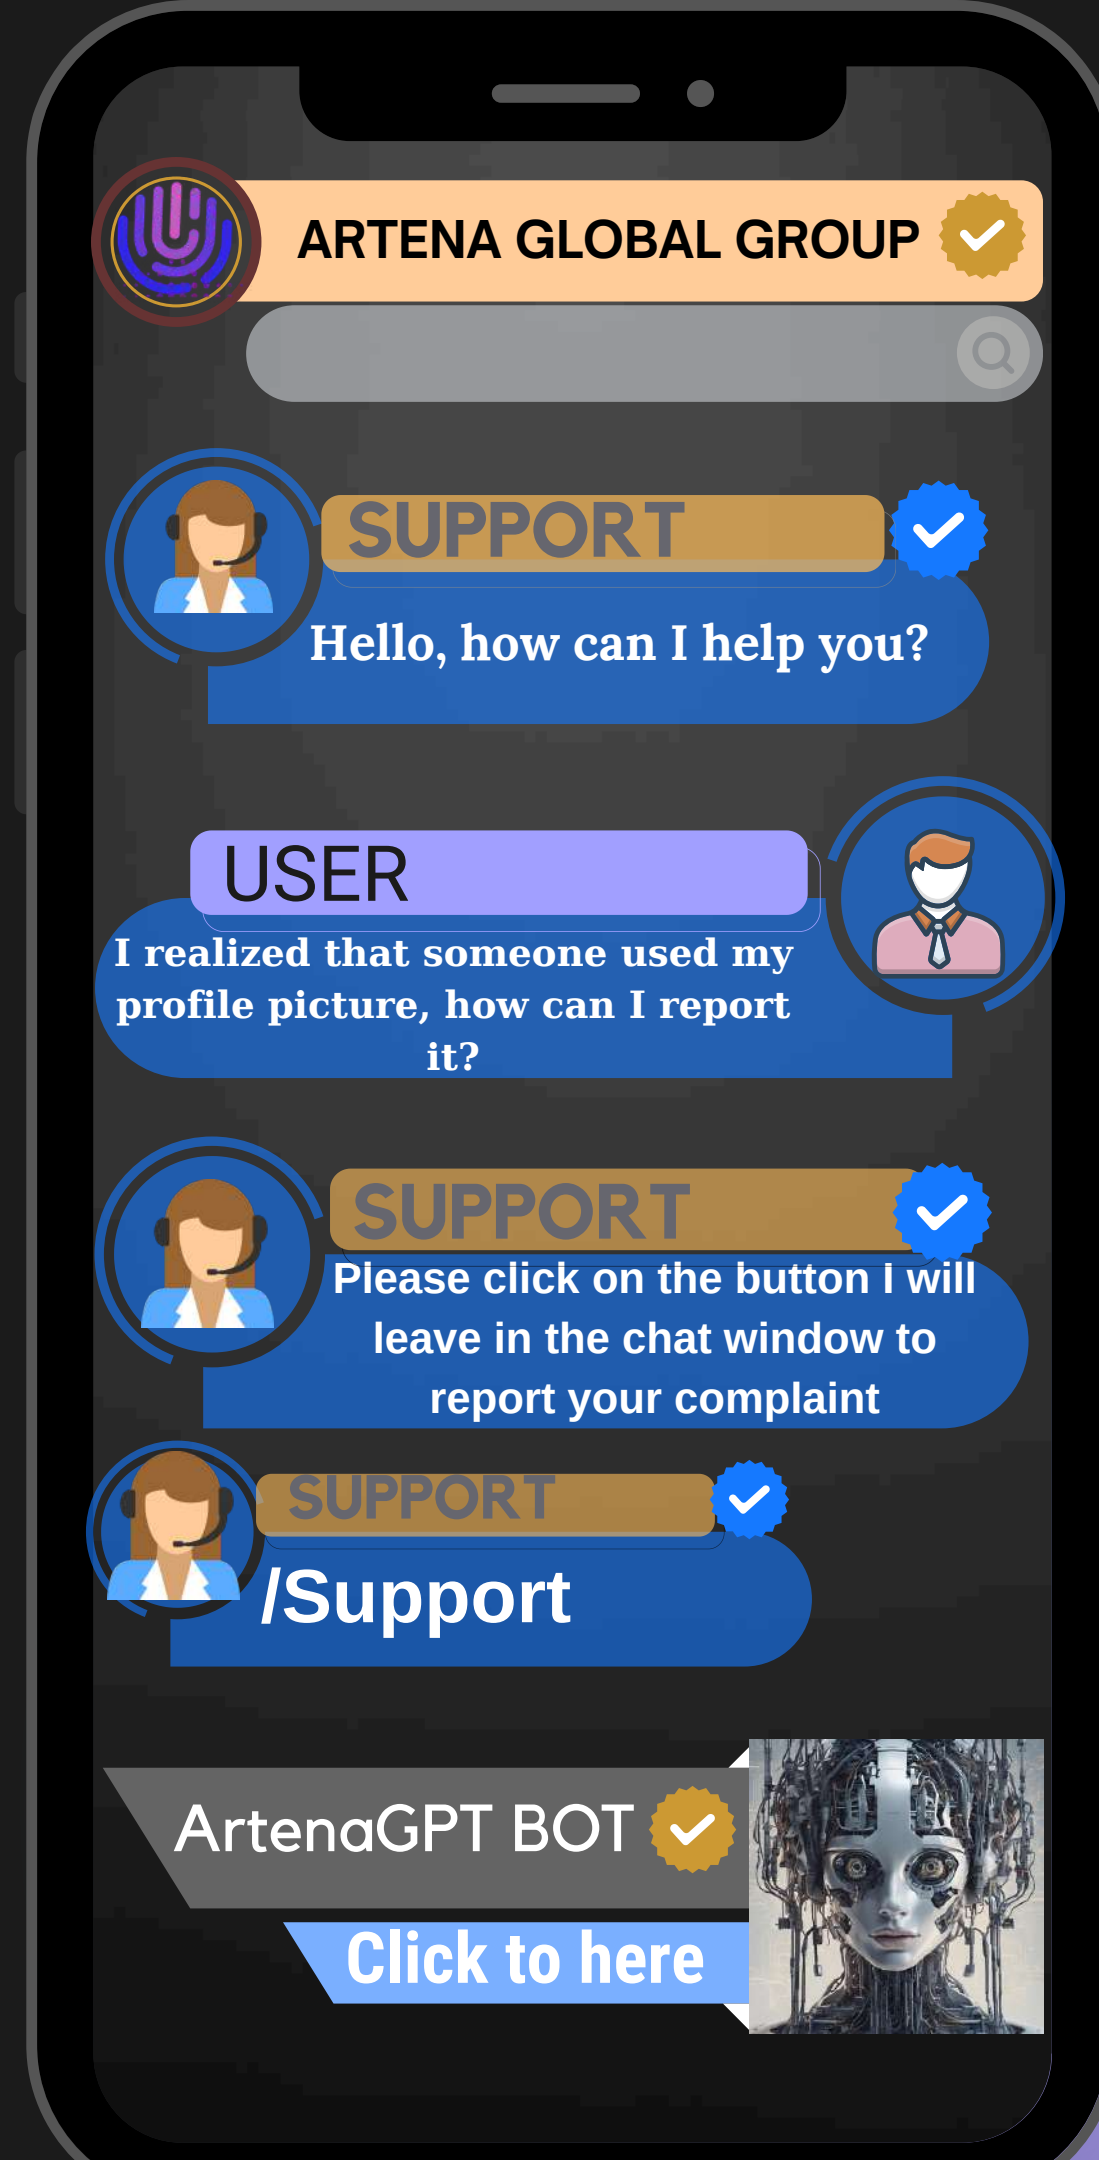 ARTENA GLOBAL GROUP
SUPPORT
Hello, how can I help you?
USER
I realized that someone used my
profile picture, how can I report
it?
SUPPORT
Please click on the button I will
leave in the chat window to
report your complaint
SUPPORT
/Support
ArtenaGPT BOT
Click to here